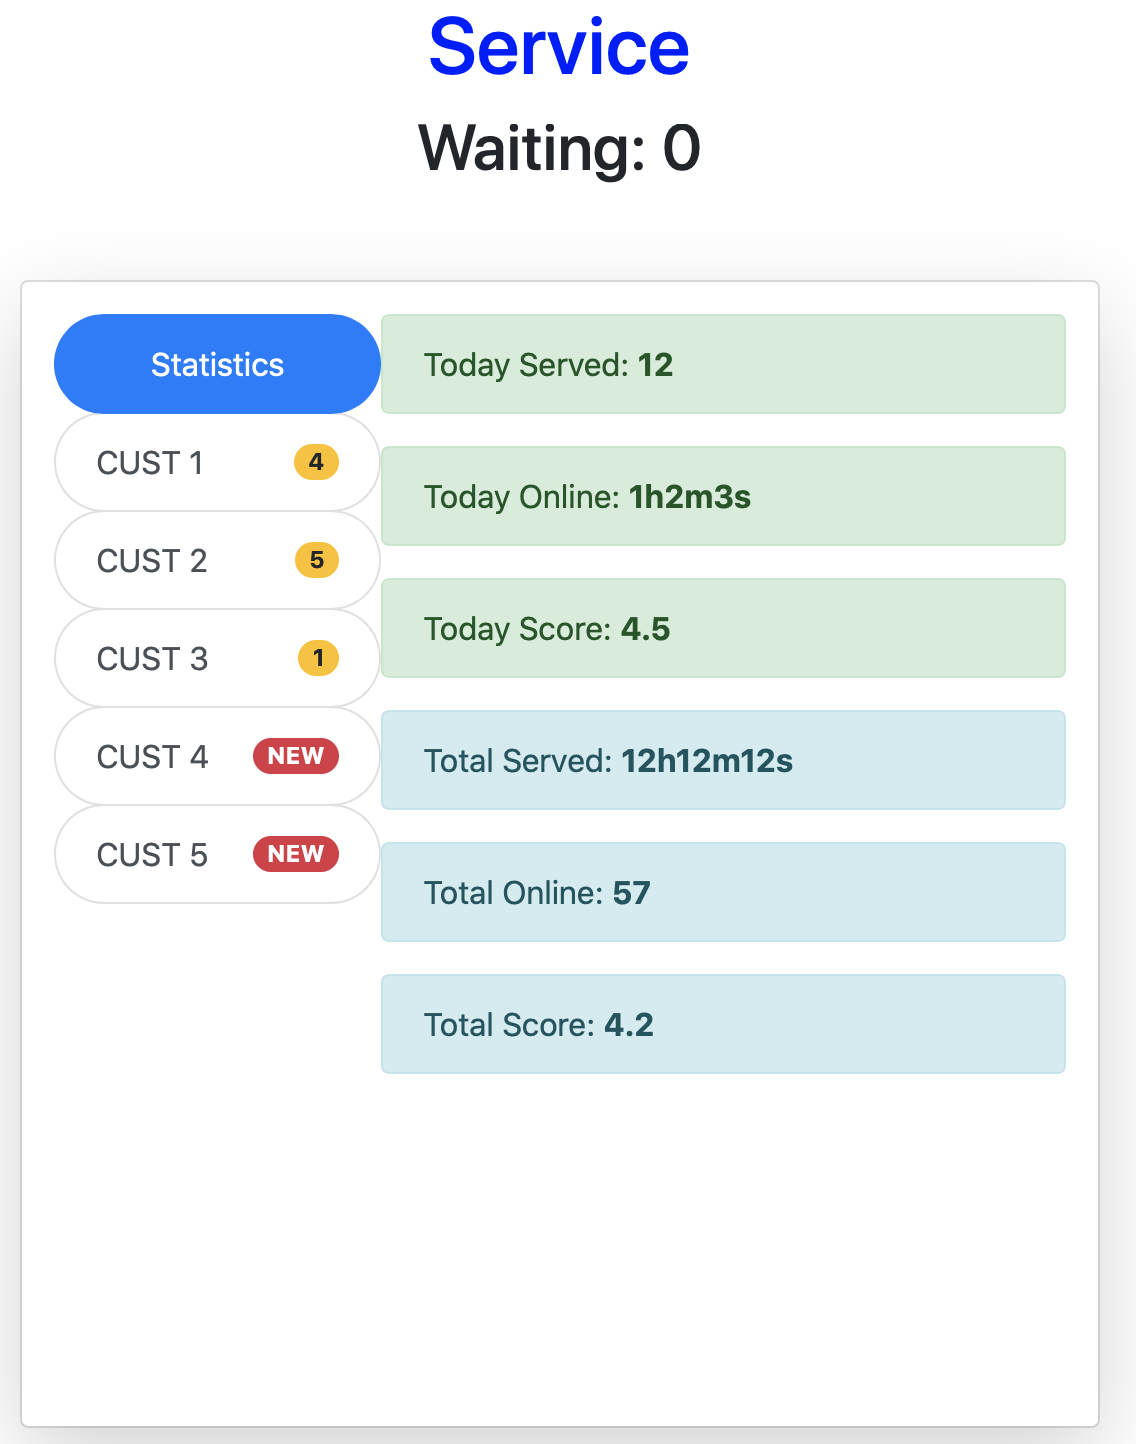 Service
Waiting: 0
Statistics
CUST 1 4
CUST 2 5
CUST 3 1
CUST 4 NEW
CUST 5 NEW
Today Served: 12
Today Online: 1h2m3s
Today Score: 4.5
Total Served: 12h12m12s
Total Online: 57
Total Score: 4.2